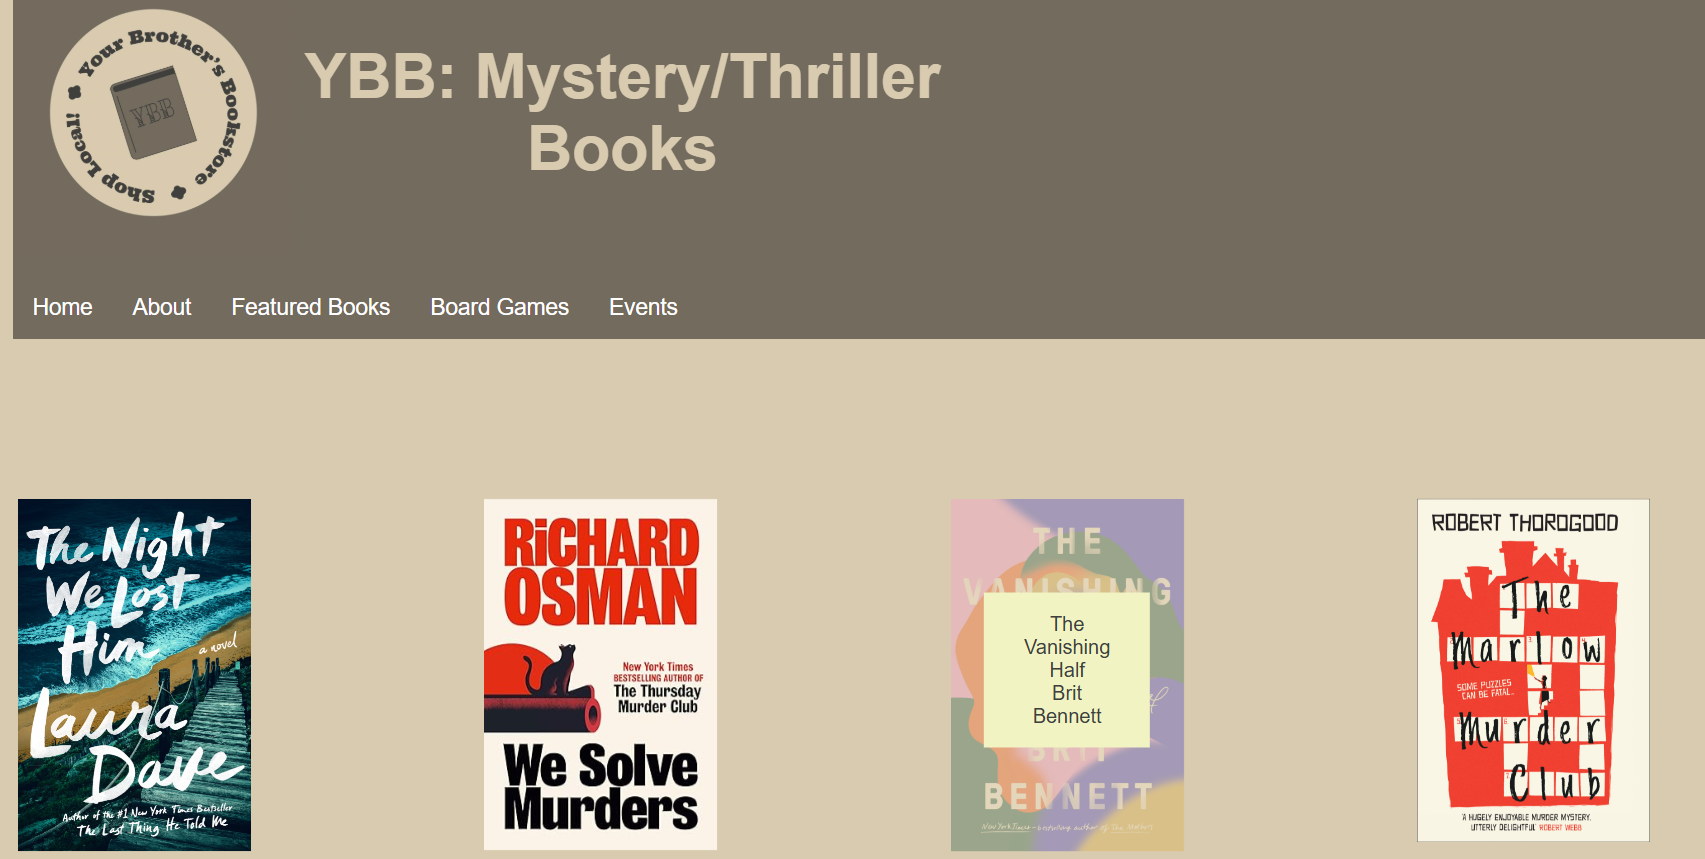 Your Brother's Bookstore
Shop Local!
YBB
YBB: Mystery/Thriller
Books
Home About Featured Books Board Games Events
The Night
We Lost
Him
a novel
Laura
Dave
Author of the #1 New York Times Bestseller
The Last Thing He Told Me
RiCHARD
OSMAN
New York Times
BESTSELLING AUTHOR OF
The Thursday
Murder Club
We Solve
Murders
THE
VANISHING
The
Vanishing
Half
Brit
Bennett
BRIT
BENNETT
New York Times-bestselling author of The Mothers
ROBERT THOROGOOD
The
Marlow
SOME PUZZLES
CAN BE FATAL..
Murder
Club
'A HUGELY ENJOYABLE MURDER MYSTERY.
UTTERLY DELIGHTFUL' ROBERT WEBB